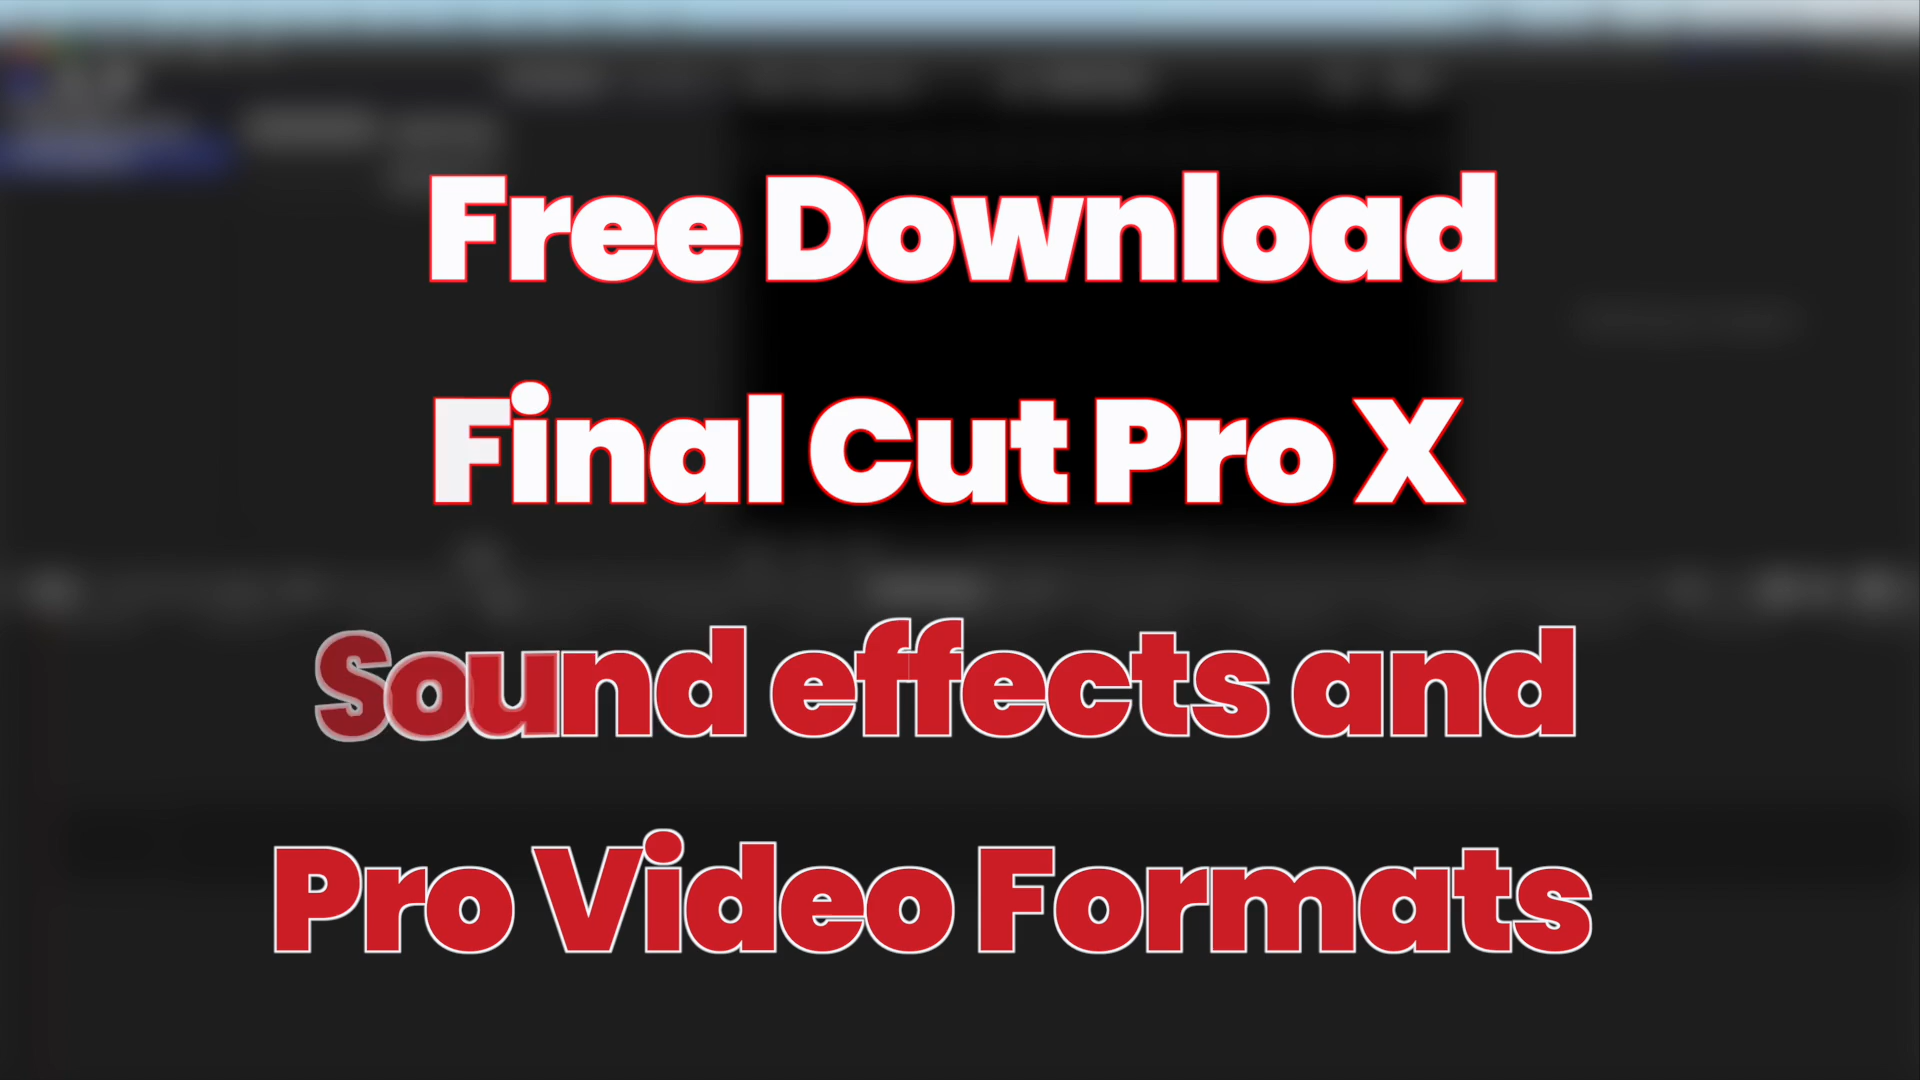 Free Download
Final Cut Pro X
Sound effects and
Pro Video Formats